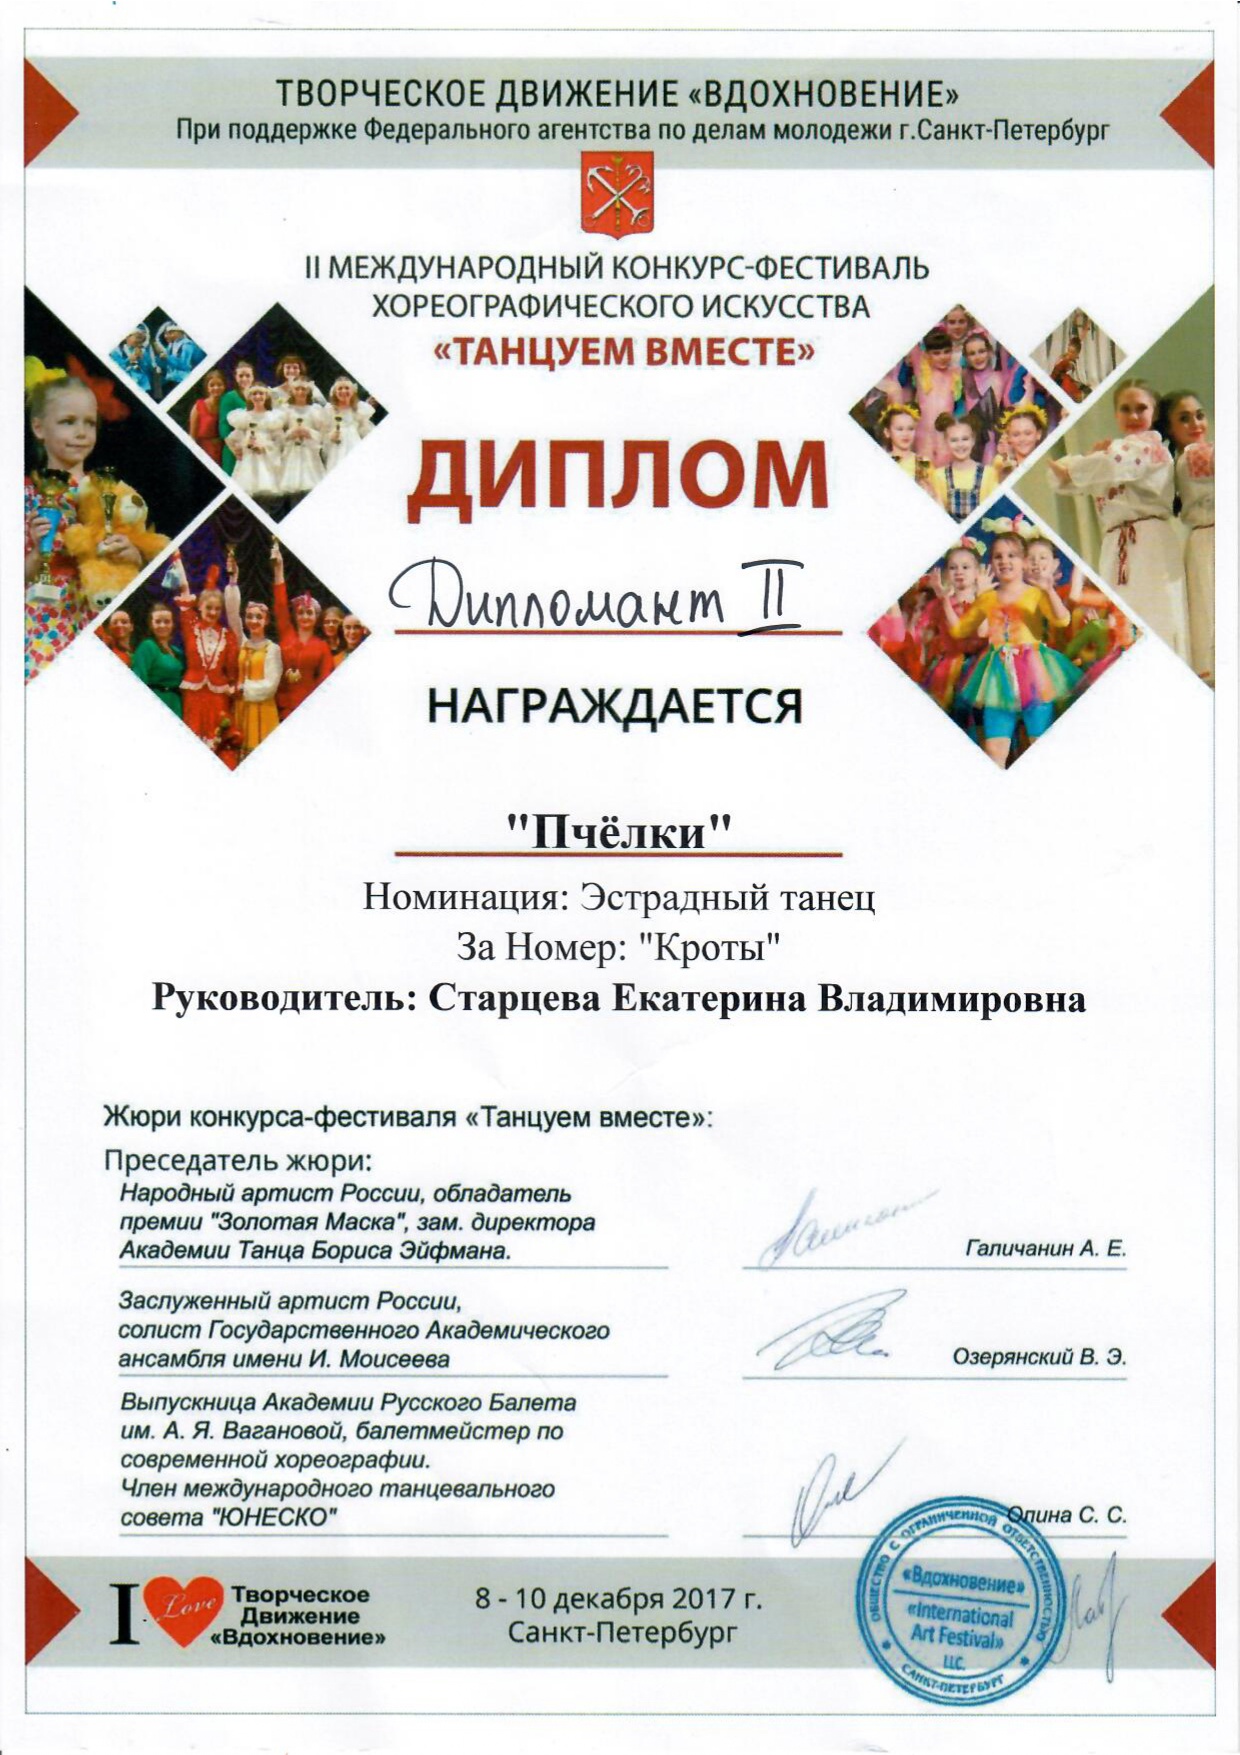 ТВОРЧЕСКОЕ ДВИЖЕНИЕ «ВДОХНОВЕНИЕ»
При поддержке Федерального агентства по делам молодежи г.Санкт-Петербург
II МЕЖДУНАРОДНЫЙ КОНКУРС-ФЕСТИВАЛЬ
ХОРЕОГРАФИЧЕСКОГО ИСКУССТВА
«ТАНЦУЕМ ВМЕСТЕ»
ДИПЛОМ
Дипломант II
НАГРАЖДАЕТСЯ
"Пчёлки"
Номинация: Эстрадный танец
За Номер: "Кроты"
Руководитель: Старцева Екатерина Владимировна
Жюри конкурса-фестиваля «Танцуем вместе»:
Преседатель жюри:
Народный артист России, обладатель
премии "Золотая Маска", зам. директора
Академии Танца Бориса Эйфмана.
Галичанин А. Е.
Заслуженный артист России,
солист Государственного Академического
ансамбля имени И. Моисеева
Озерянский В. Э.
Выпускница Академии Русского Балета
им. А. Я. Вагановой, балетмейстер по
современной хореографии.
Член международного танцевального
совета "ЮНЕСКО"
Олина С. С.
I Love Творческое
Движение
«Вдохновение»
8 - 10 декабря 2017 г.
Санкт-Петербург
ОБЩЕСТВО С ОГРАНИЧЕННОЙ ОТВЕТСТВЕННОСТЬЮ
«Вдохновение»
«International
Art Festival»
LLC.
САНКТ-ПЕТЕРБУРГ